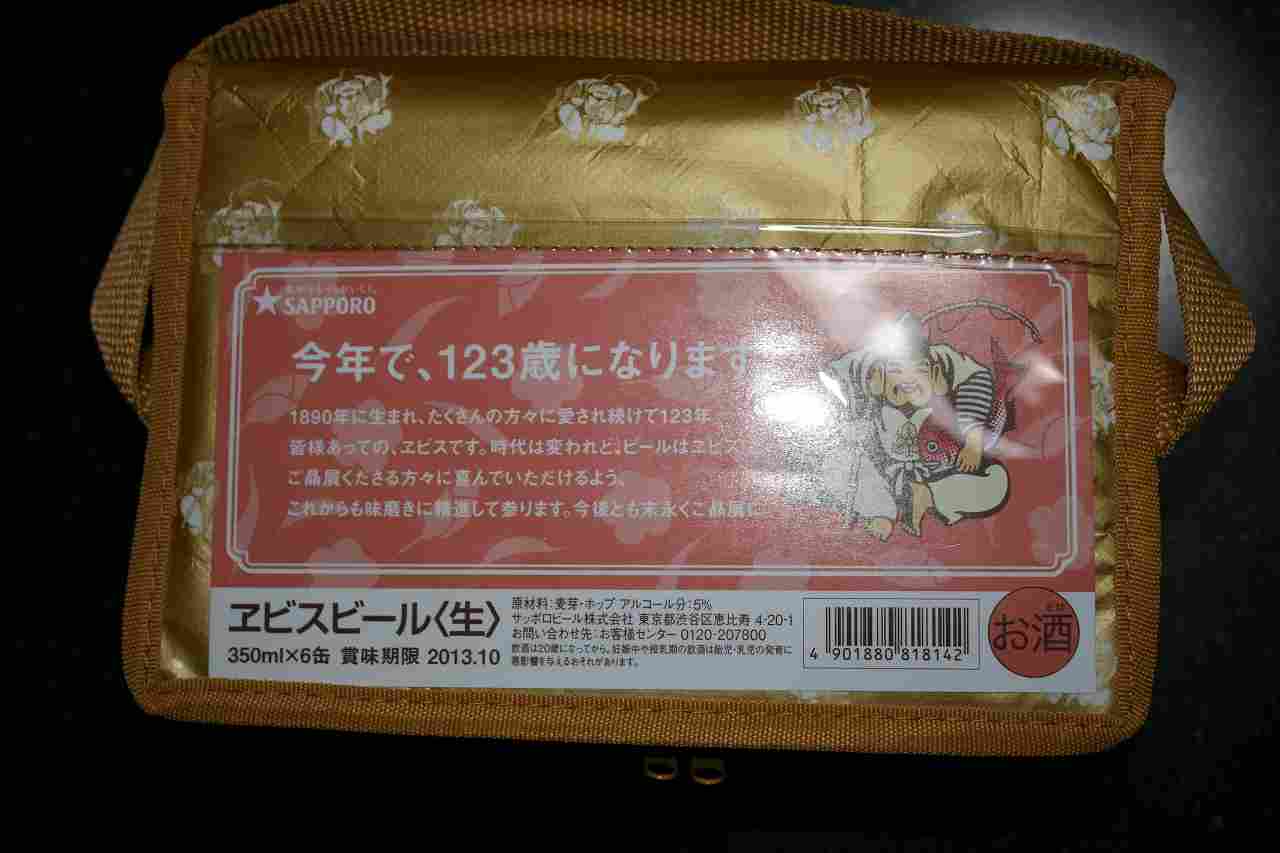 SAPPORO
今年で、123歳になります
1890年に生まれ、たくさんの方々に愛され続けて123年
皆様あっての、ヱビスです。時代は変われど、ビールはヱビス
ご贔屓くださる方々に喜んでいただけるよう、
これからも味磨きに精進して参ります。今後とも末永くご贔屓に
ヱビスビール〈生〉
350ml×6缶 賞味期限 2013.10
原材料:麦芽・ホップ アルコール分:5%
サッポロビール株式会社 東京都渋谷区恵比寿 4-20-1
お問い合わせ先:お客様センター 0120-207800
飲酒は20歳になってから。妊娠中や授乳期の飲酒は胎児・乳児の発育に
悪影響を与えるおそれがあります。
4 901880 818142
お酒